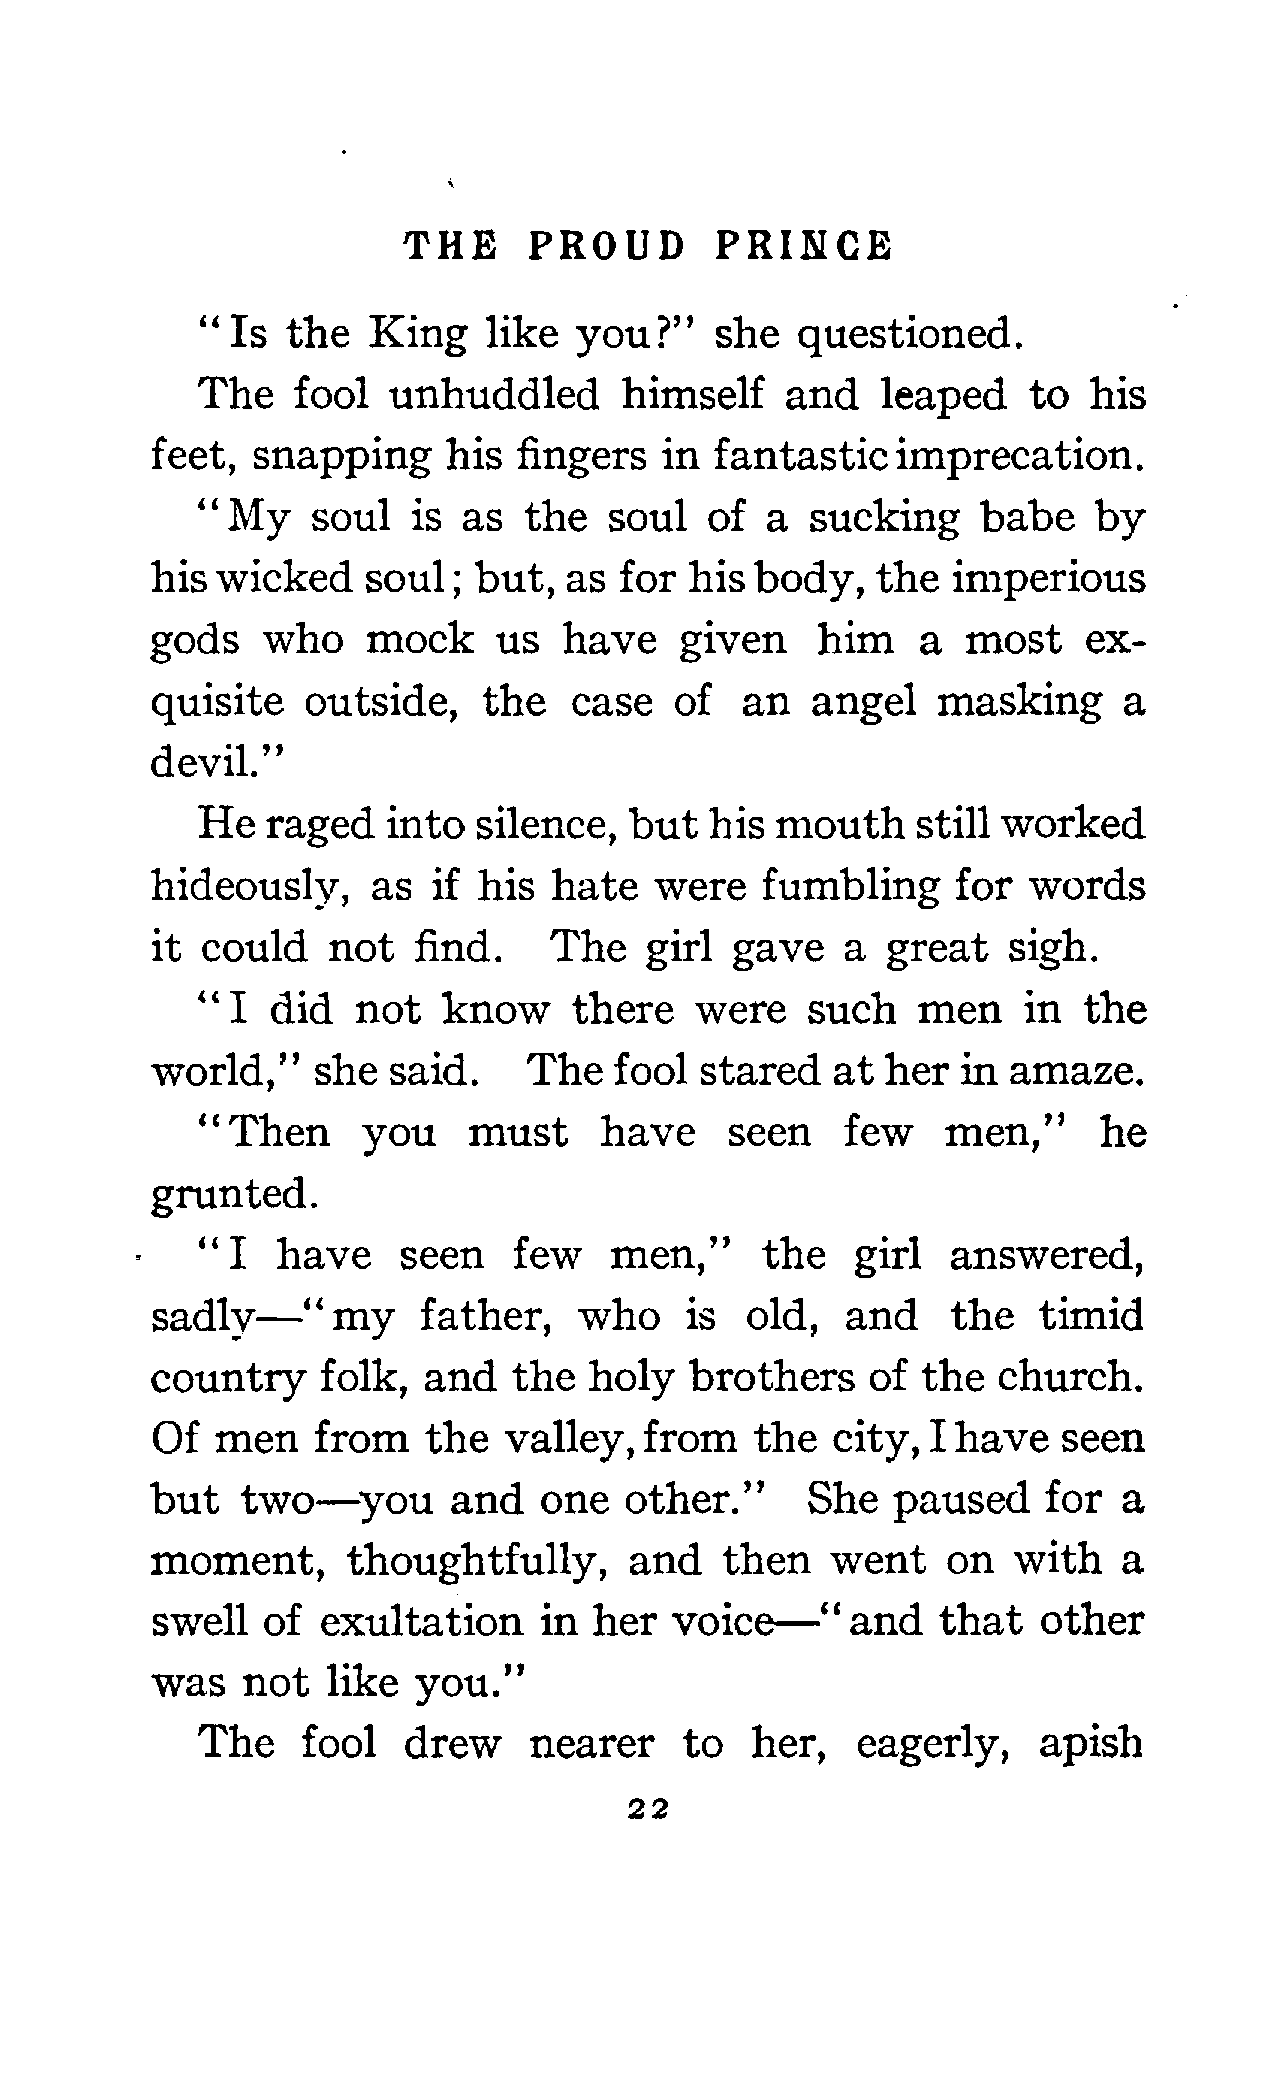 THE PROUD PRINCE
"Is the King like you?" she questioned.
The fool unhuddled himself and leaped to his
feet, snapping his fingers in fantastic imprecation.
"My soul is as the soul of a sucking babe by
his wicked soul; but, as for his body, the imperious
gods who mock us have given him a most ex-
quisite outside, the case of an angel masking a
devil."
He raged into silence, but his mouth still worked
hideously, as if his hate were fumbling for words
it could not find. The girl gave a great sigh.
"I did not know there were such men in the
world," she said. The fool stared at her in amaze.
"Then you must have seen few men," he
grunted.
"I have seen few men," the girl answered,
sadly—"my father, who is old, and the timid
country folk, and the holy brothers of the church.
Of men from the valley, from the city, I have seen
but two—you and one other." She paused for a
moment, thoughtfully, and then went on with a
swell of exultation in her voice—"and that other
was not like you."
The fool drew nearer to her, eagerly, apish
22